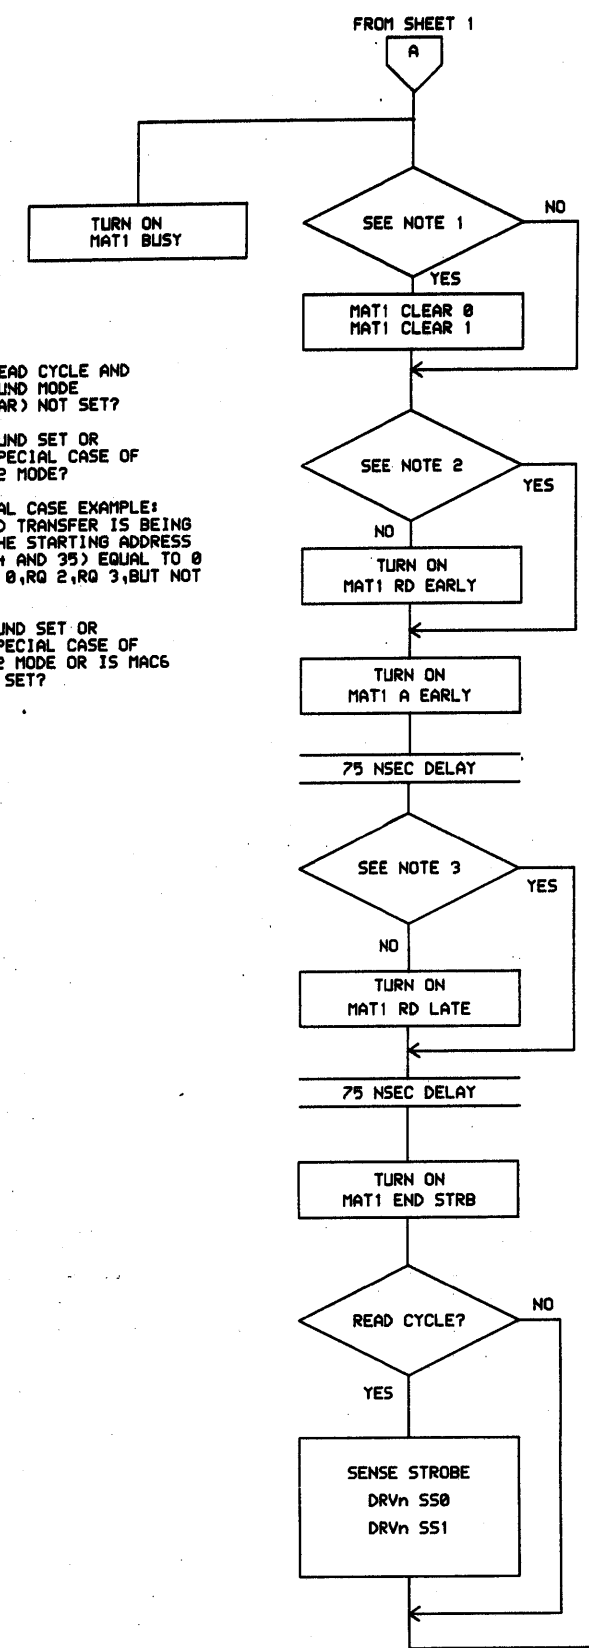 FROM SHEET 1
A
TURN ON
MAT1 BUSY
SEE NOTE 1
NO
YES
MAT1 CLEAR 0
MAT1 CLEAR 1
EAD CYCLE AND
UND MODE
AR) NOT SET?
UND SET OR
PECIAL CASE OF
2 MODE?
AL CASE EXAMPLE:
D TRANSFER IS BEING
HE STARTING ADDRESS
4 AND 35) EQUAL TO 0
0,RQ 2,RQ 3,BUT NOT
UND SET OR
PECIAL CASE OF
2 MODE OR IS MAC6
SET?
SEE NOTE 2
YES
NO
TURN ON
MAT1 RD EARLY
TURN ON
MAT1 A EARLY
75 NSEC DELAY
SEE NOTE 3
YES
NO
TURN ON
MAT1 RD LATE
75 NSEC DELAY
TURN ON
MAT1 END STRB
READ CYCLE?
NO
YES
SENSE STROBE
DRVn SS0
DRVn SS1